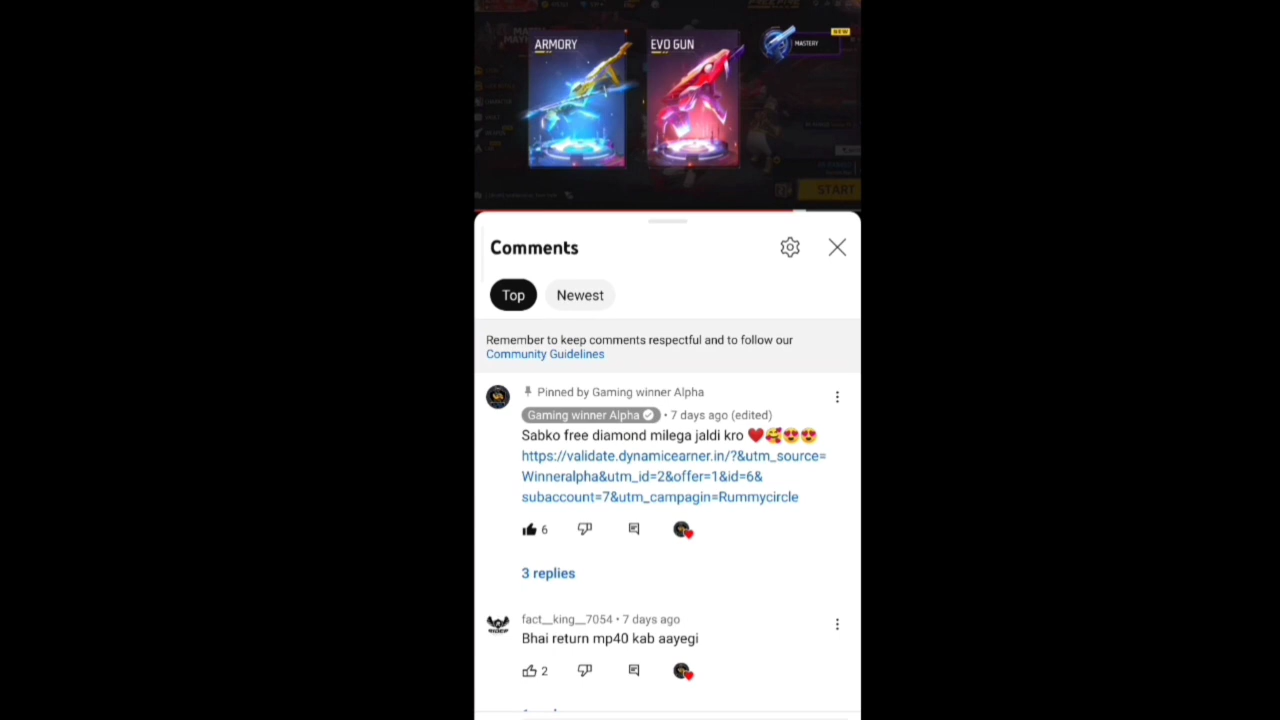 ARMORY
EVO GUN
NEW
MASTERY
START
Comments
Top
Newest
Remember to keep comments respectful and to follow our
Community Guidelines
Pinned by Gaming winner Alpha
Gaming winner Alpha • 7 days ago (edited)
Sabko free diamond milega jaldi kro ❤️🥰😍😍
https://validate.dynamicearner.in/?&utm_source=
Winneralpha&utm_id=2&offer=1&id=6&
subaccount=7&utm_campagin=Rummycircle
6
3 replies
fact__king__7054 • 7 days ago
Bhai return mp40 kab aayegi
2